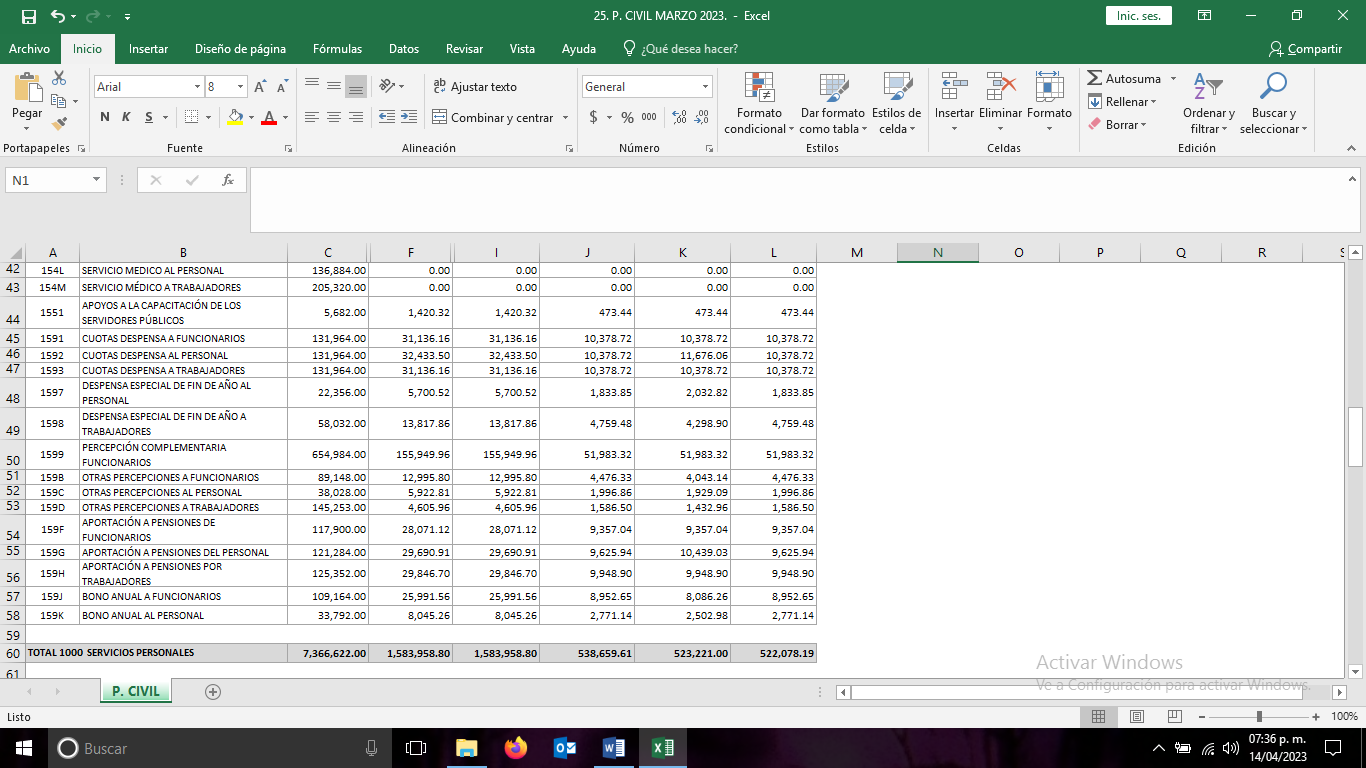 25. P. CIVIL MARZO 2023. - Excel
Inic. ses.
Archivo Inicio Insertar Diseño de página Fórmulas Datos Revisar Vista Ayuda ¿Qué desea hacer? Compartir
Pegar
Arial 8
N K S
Ajustar texto
Combinar y centrar
General
$ % 000
Formato condicional
Dar formato como tabla
Estilos de celda
Insertar Eliminar Formato
Autosuma
Rellenar
Borrar
Ordenar y filtrar
Buscar y seleccionar
Portapapeles Fuente Alineación Número Estilos Celdas Edición
N1 fx
A B C F I J K L M N O P Q R S
42 154L SERVICIO MEDICO AL PERSONAL 136,884.00 0.00 0.00 0.00 0.00 0.00
43 154M SERVICIO MÉDICO A TRABAJADORES 205,320.00 0.00 0.00 0.00 0.00 0.00
44 1551 APOYOS A LA CAPACITACIÓN DE LOS
SERVIDORES PÚBLICOS 5,682.00 1,420.32 1,420.32 473.44 473.44 473.44
45 1591 CUOTAS DESPENSA A FUNCIONARIOS 131,964.00 31,136.16 31,136.16 10,378.72 10,378.72 10,378.72
46 1592 CUOTAS DESPENSA AL PERSONAL 131,964.00 32,433.50 32,433.50 10,378.72 11,676.06 10,378.72
47 1593 CUOTAS DESPENSA A TRABAJADORES 131,964.00 31,136.16 31,136.16 10,378.72 10,378.72 10,378.72
48 1597 DESPENSA ESPECIAL DE FIN DE AÑO AL
PERSONAL 22,356.00 5,700.52 5,700.52 1,833.85 2,032.82 1,833.85
49 1598 DESPENSA ESPECIAL DE FIN DE AÑO A
TRABAJADORES 58,032.00 13,817.86 13,817.86 4,759.48 4,298.90 4,759.48
50 1599 PERCEPCIÓN COMPLEMENTARIA
FUNCIONARIOS 654,984.00 155,949.96 155,949.96 51,983.32 51,983.32 51,983.32
51 159B OTRAS PERCEPCIONES A FUNCIONARIOS 89,148.00 12,995.80 12,995.80 4,476.33 4,043.14 4,476.33
52 159C OTRAS PERCEPCIONES AL PERSONAL 38,028.00 5,922.81 5,922.81 1,996.86 1,929.09 1,996.86
53 159D OTRAS PERCEPCIONES A TRABAJADORES 145,253.00 4,605.96 4,605.96 1,586.50 1,432.96 1,586.50
54 159F APORTACIÓN A PENSIONES DE
FUNCIONARIOS 117,900.00 28,071.12 28,071.12 9,357.04 9,357.04 9,357.04
55 159G APORTACIÓN A PENSIONES DEL PERSONAL 121,284.00 29,690.91 29,690.91 9,625.94 10,439.03 9,625.94
56 159H APORTACIÓN A PENSIONES POR
TRABAJADORES 125,352.00 29,846.70 29,846.70 9,948.90 9,948.90 9,948.90
57 159J BONO ANUAL A FUNCIONARIOS 109,164.00 25,991.56 25,991.56 8,952.65 8,086.26 8,952.65
58 159K BONO ANUAL AL PERSONAL 33,792.00 8,045.26 8,045.26 2,771.14 2,502.98 2,771.14
59
60 TOTAL 1000 SERVICIOS PERSONALES 7,366,622.00 1,583,958.80 1,583,958.80 538,659.61 523,221.00 522,078.19
61
Activar Windows
Ve a Configuración para activar Windows.
P. CIVIL
Listo 100%
Buscar
07:36 p. m.
14/04/2023